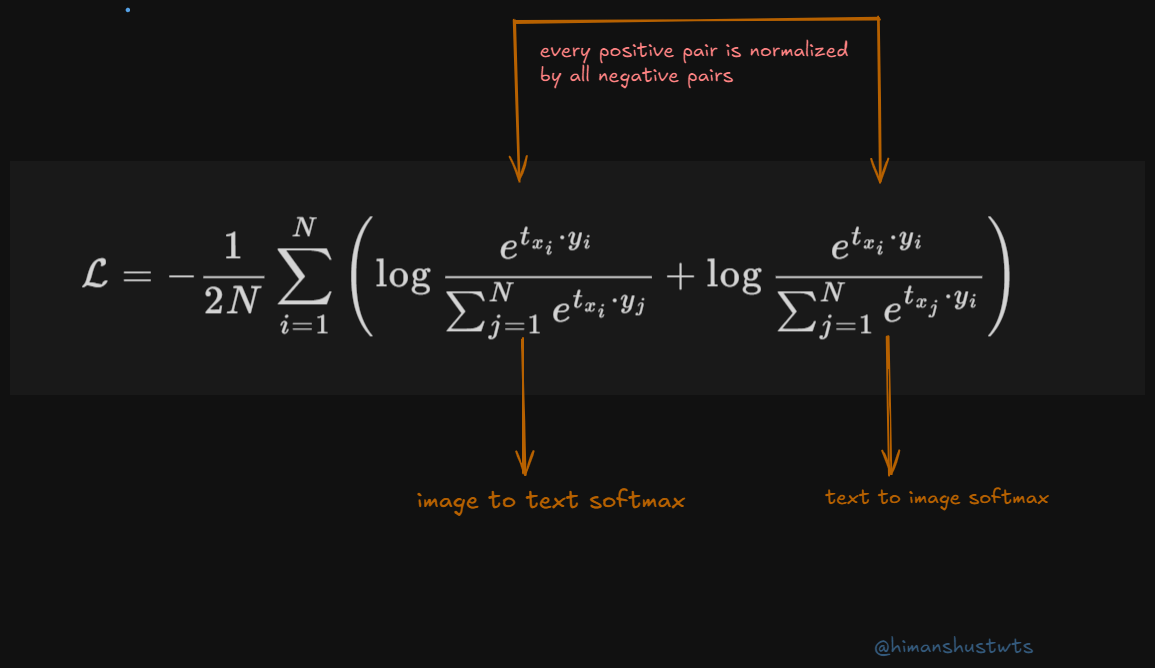 every positive pair is normalized
by all negative pairs
$\mathcal{L} = -\frac{1}{2N} \sum_{i=1}^{N} \left( \log \frac{e^{t_{x_i} \cdot y_i}}{\sum_{j=1}^{N} e^{t_{x_i} \cdot y_j}} + \log \frac{e^{t_{x_i} \cdot y_i}}{\sum_{j=1}^{N} e^{t_{x_j} \cdot y_i}} \right)$
image to text softmax
text to image softmax
@himanshustwts